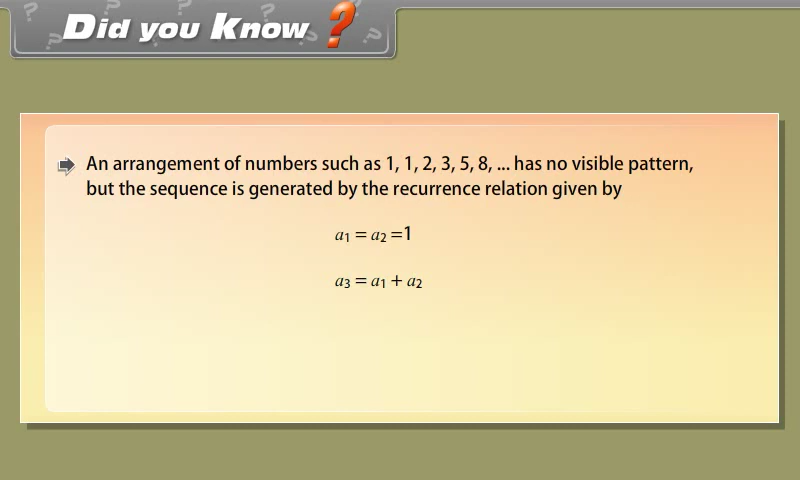 Did you Know ?
An arrangement of numbers such as 1, 1, 2, 3, 5, 8, ... has no visible pattern,
but the sequence is generated by the recurrence relation given by
a₁ = a₂ =1
a₃ = a₁ + a₂